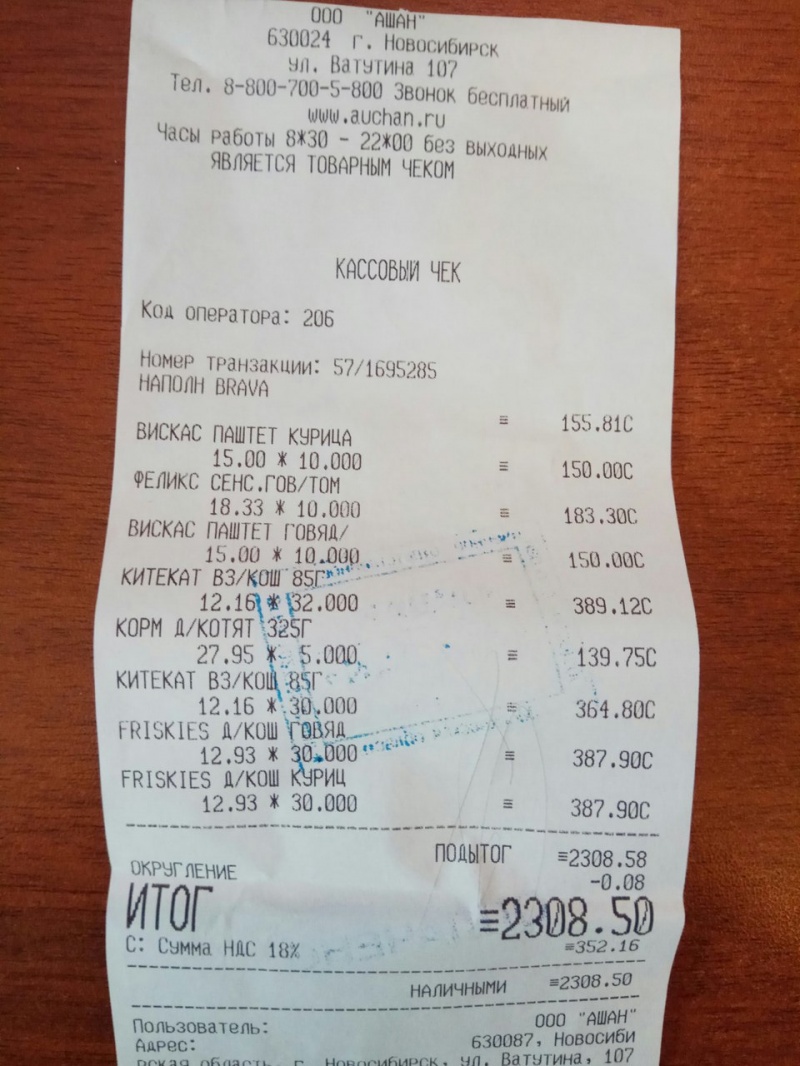 ООО "АШАН"
630024 г. Новосибирск
ул. Ватутина 107
Тел. 8-800-700-5-800 Звонок бесплатный
www.auchan.ru
Часы работы 8*30 - 22*00 без выходных
ЯВЛЯЕТСЯ ТОВАРНЫМ ЧЕКОМ
КАССОВЫЙ ЧЕК
Код оператора: 206
Номер транзакции: 57/1695285
НАПОЛН BRAVA
≡ 155.81С
ВИСКАС ПАШТЕТ КУРИЦА
15.00 * 10.000 ≡ 150.00С
ФЕЛИКС СЕНС.ГОВ/ТОМ
18.33 * 10.000 ≡ 183.30С
ВИСКАС ПАШТЕТ ГОВЯД/
15.00 * 10.000 ≡ 150.00С
КИТЕКАТ ВЗ/КОШ 85Г
12.16 * 32.000 ≡ 389.12С
КОРМ Д/КОТЯТ 325Г
27.95 * 5.000 ≡ 139.75С
КИТЕКАТ ВЗ/КОШ 85Г
12.16 * 30.000 ≡ 364.80С
FRISKIES Д/КОШ ГОВЯД
12.93 * 30.000 ≡ 387.90С
FRISKIES Д/КОШ КУРИЦ
12.93 * 30.000 ≡ 387.90С
ПОДЫТОГ ≡2308.58
ОКРУГЛЕНИЕ -0.08
ИТОГ ≡2308.50
С: Сумма НДС 18% ≡352.16
НАЛИЧНЫМИ ≡2308.50
Пользователь: ООО "АШАН"
Адрес: 630087, Новосиби
рская область, г. Новосибирск, ул. Ватутина, 107